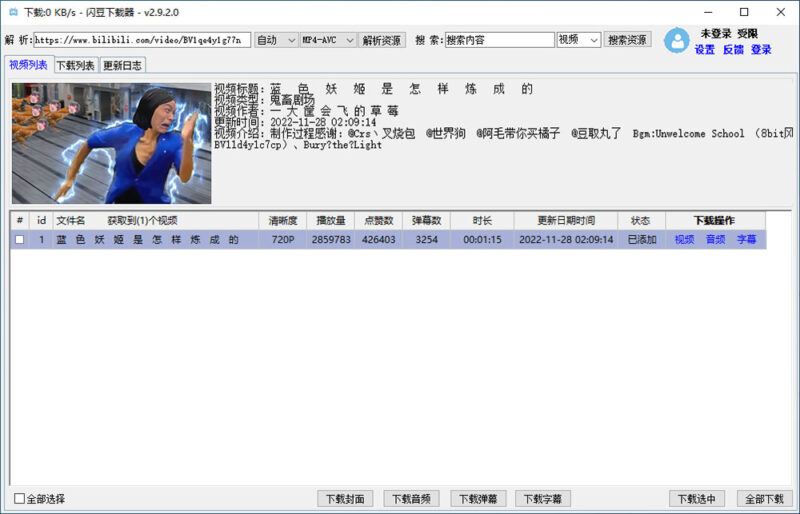 下载:0 KB/s - 闪豆下载器 - v2.9.2.0
解 析: https://www.bilibili.com/video/BV1qe4y1g77n 自动 MP4-AVC 解析资源 搜 索: 搜索内容 视频 搜索资源 未登录 受限
设置 反馈 登录
视频列表 下载列表 更新日志
视频标题: 蓝 色 妖 姬 是 怎 样 炼 成 的
视频类型: 鬼畜剧场
视频作者: 一 大 筐 会 飞 的 草 莓
更新时间: 2022-11-28 02:09:14
视频介绍: 制作过程感谢: @Crs丶叉烧包 @世界狗 @阿毛带你买橘子 @豆取丸了 Bgm:Unwelcome School (8bit风
BV11d4y1c7cp) 、Bury?the?Light
# id 文件名 获取到(1)个视频 清晰度 播放量 点赞数 弹幕数 时长 更新日期时间 状态 下载操作
1 蓝 色 妖 姬 是 怎 样 炼 成 的 720P 2859783 426403 3254 00:01:15 2022-11-28 02:09:14 已添加 视频 音频 字幕
全部选择 下载封面 下载音频 下载弹幕 下载字幕 下载选中 全部下载